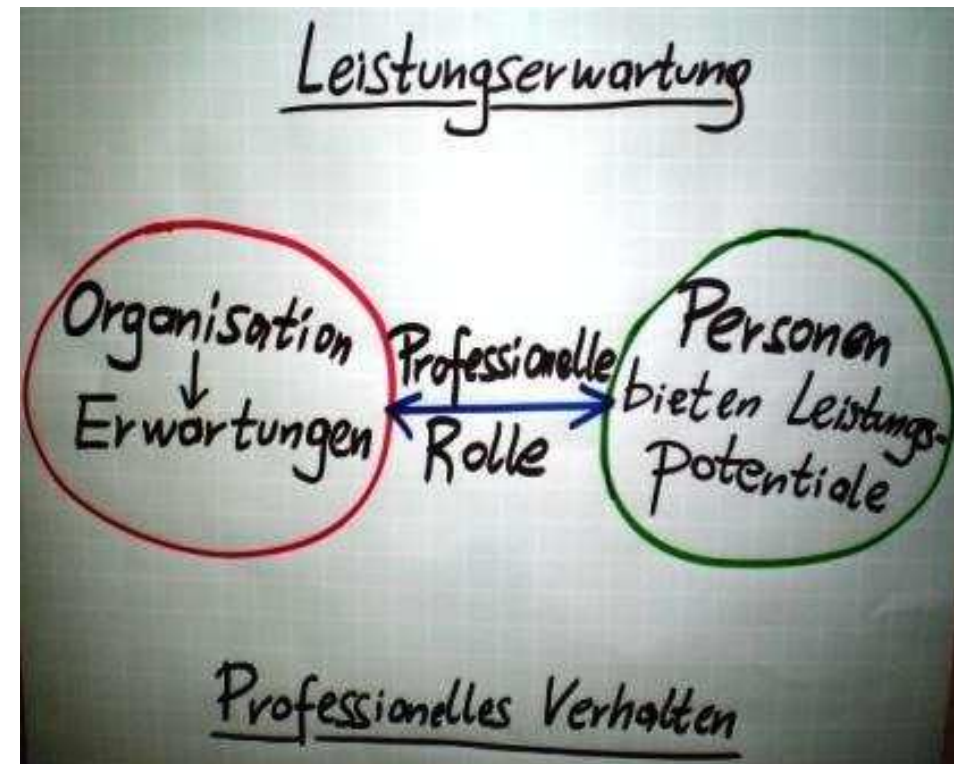 Leistungserwartung
Organisation
↓
Erwartungen
Professionelle
Rolle
Personen
bieten Leistungs-
potentiale
Professionelles Verhalten